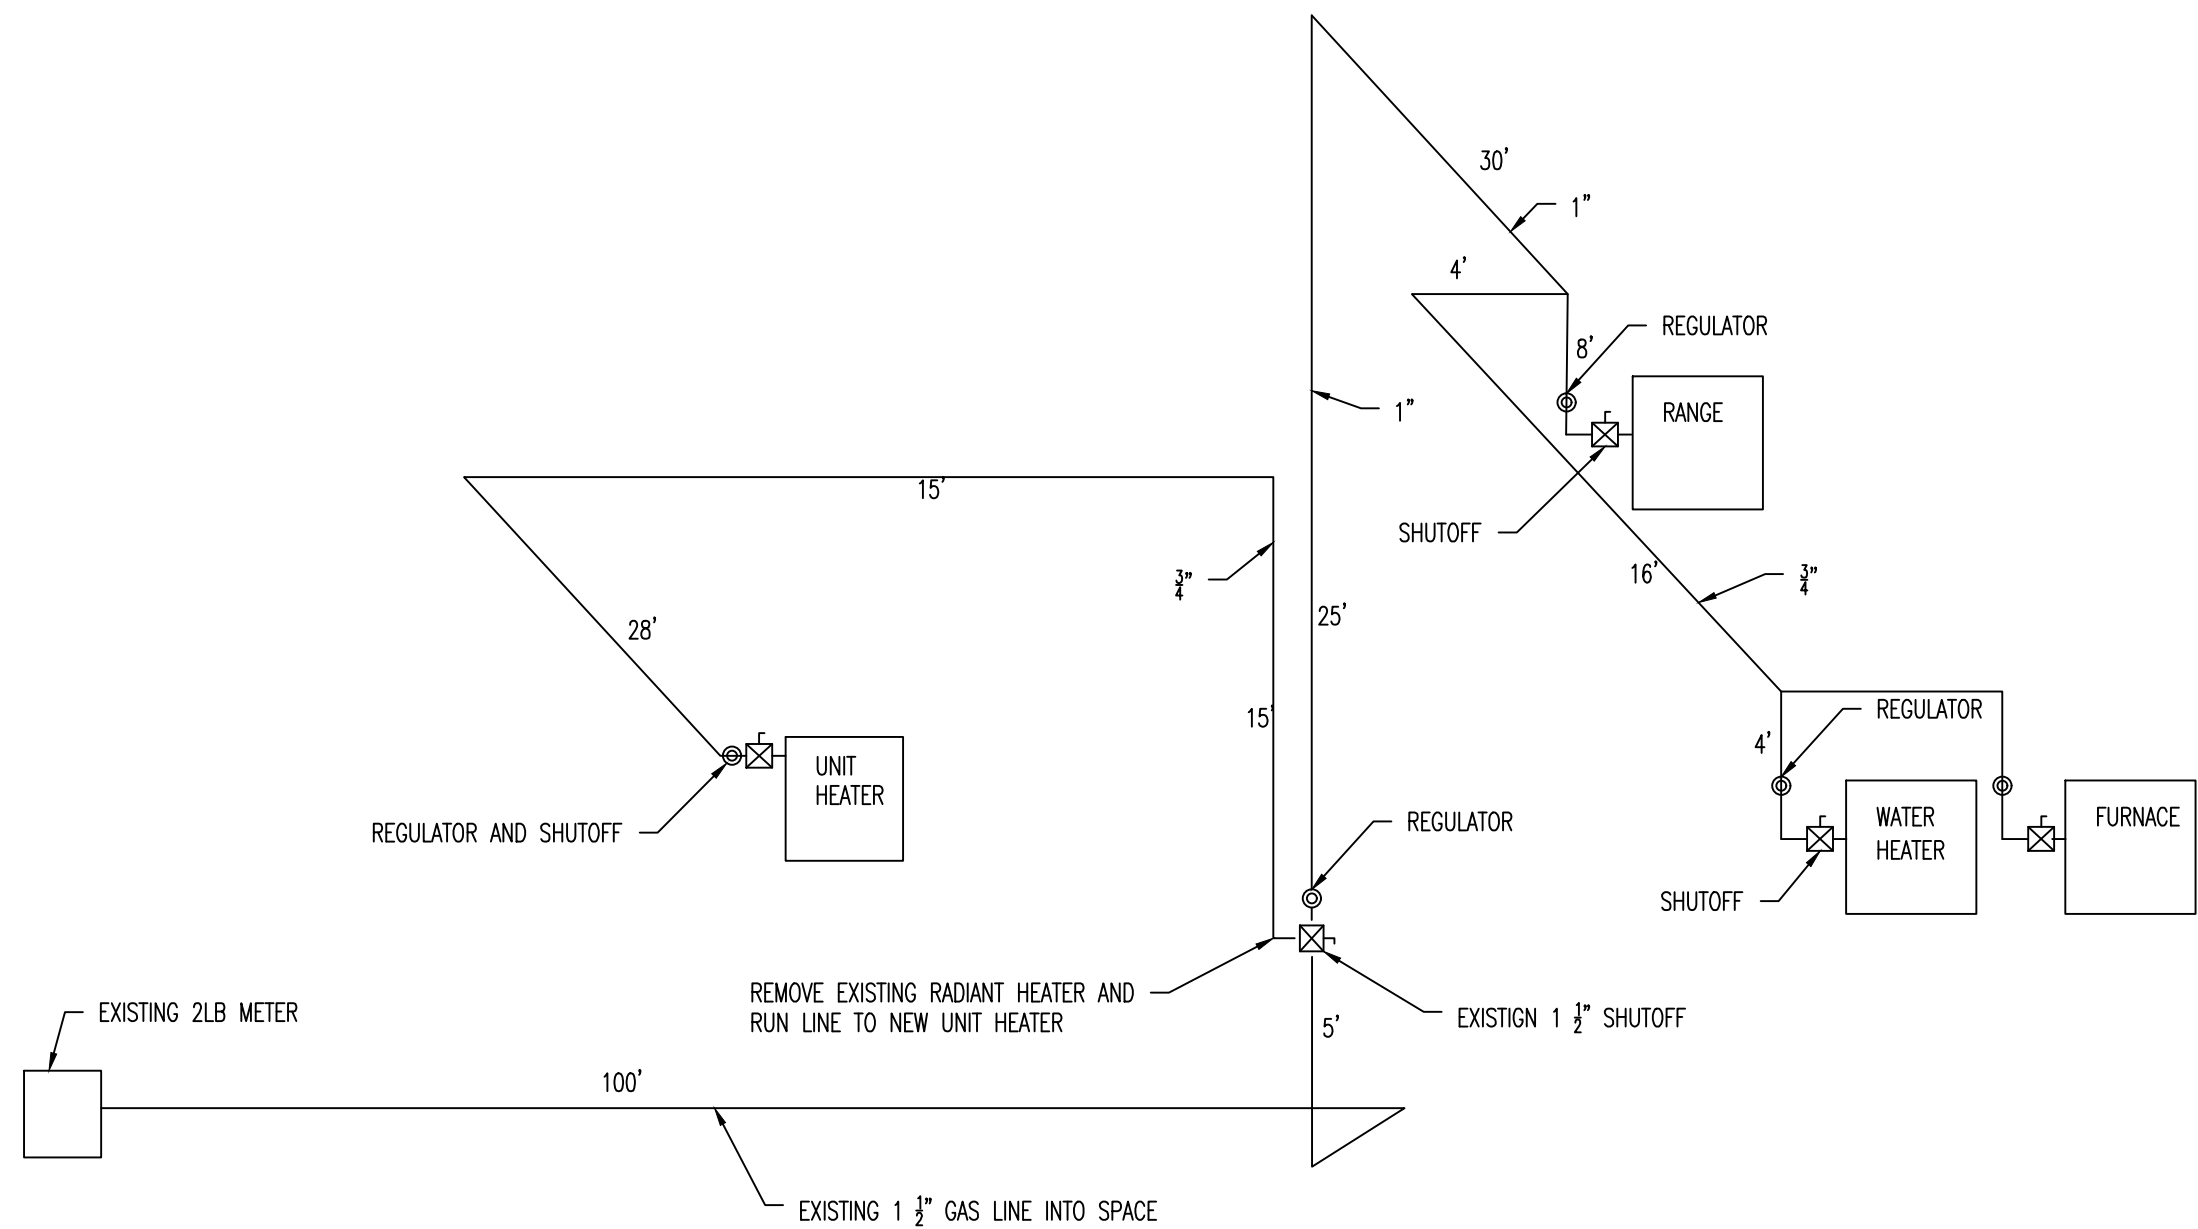 30'
1"
4'
REGULATOR
8'
RANGE
1"
15'
SHUTOFF
3/4"
16'
3/4"
25'
28'
15'
REGULATOR
4'
UNIT
HEATER
REGULATOR AND SHUTOFF
REGULATOR
WATER
HEATER
FURNACE
SHUTOFF
REMOVE EXISTING RADIANT HEATER AND
RUN LINE TO NEW UNIT HEATER
EXISTING 2LB METER
EXISTIGN 1 1/2" SHUTOFF
5'
100'
EXISTING 1 1/2" GAS LINE INTO SPACE